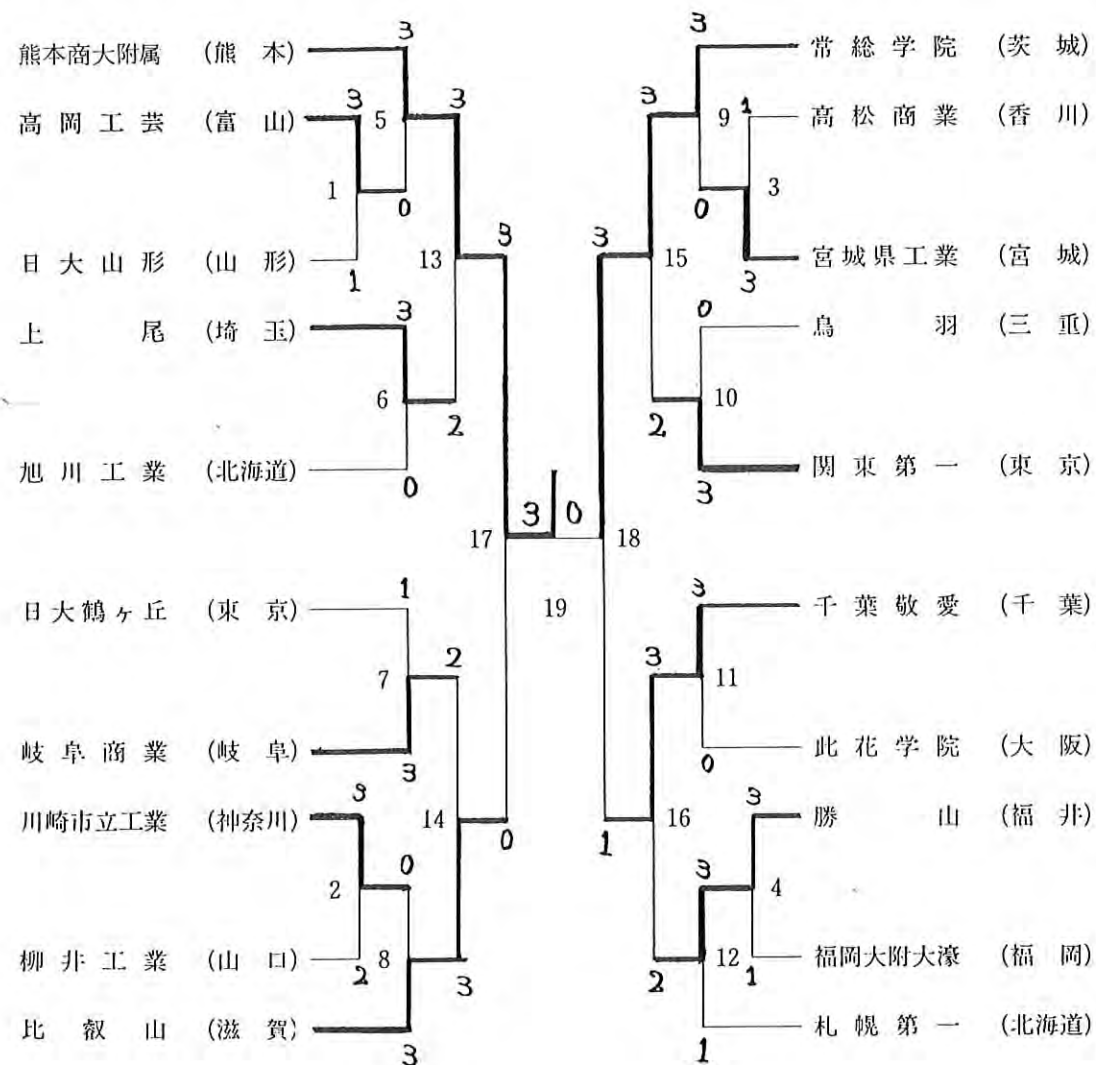 3 3
熊本商大附属 (熊 本) 常総学院 (茨 城)
3 3 3 1
高岡工芸 (富 山) 5 9 高松商業 (香 川)
1 0 0 3
日大山形 (山 形) 13 3 3 15 宮城県工業 (宮 城)
1 3 0 3
上尾 (埼 玉) 鳥羽 (三 重)
6 2 2 10
旭川工業 (北海道) 0 3 関東第一 (東 京)
17 3 0 18
1 3
日大鶴ヶ丘 (東 京) 19 千葉敬愛 (千 葉)
7 2 3 11
岐阜商業 (岐 阜) 3 0 此花学院 (大 阪)
3 3
川崎市立工業 (神奈川) 14 0 1 16 勝山 (福 井)
2 0 3 4
柳井工業 (山 口) 2 8 3 2 12 1 福岡大附大濠 (福 岡)
比叡山 (滋 賀) 3 1 札幌第一 (北海道)